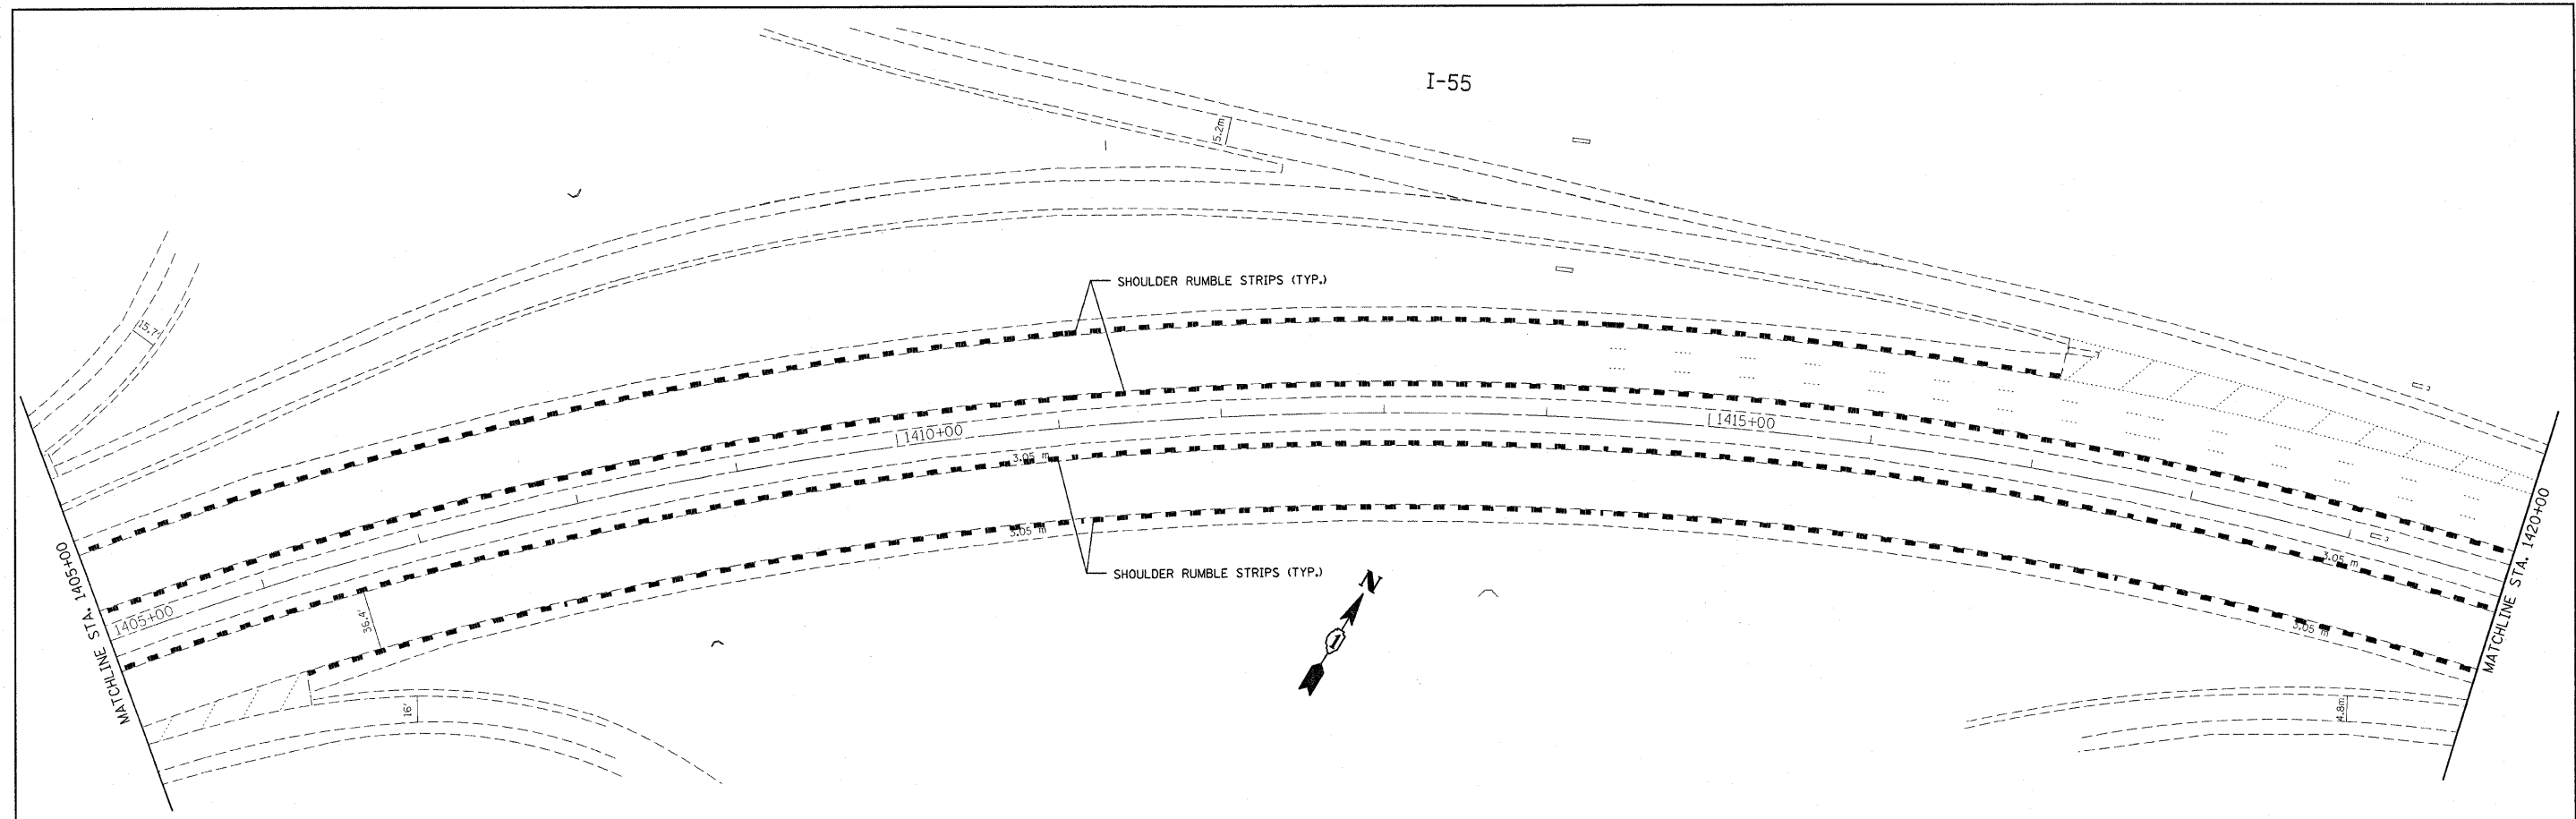 I-55
5.2m
15.7'
SHOULDER RUMBLE STRIPS (TYP.)
1410+00
1415+00
3.05 m
3.05 m
SHOULDER RUMBLE STRIPS (TYP.)
N
1
36.4'
1405+00
MATCHLINE STA. 1405+00
16'
3.05 m
3.05 m
4.8m
MATCHLINE STA. 1420+00